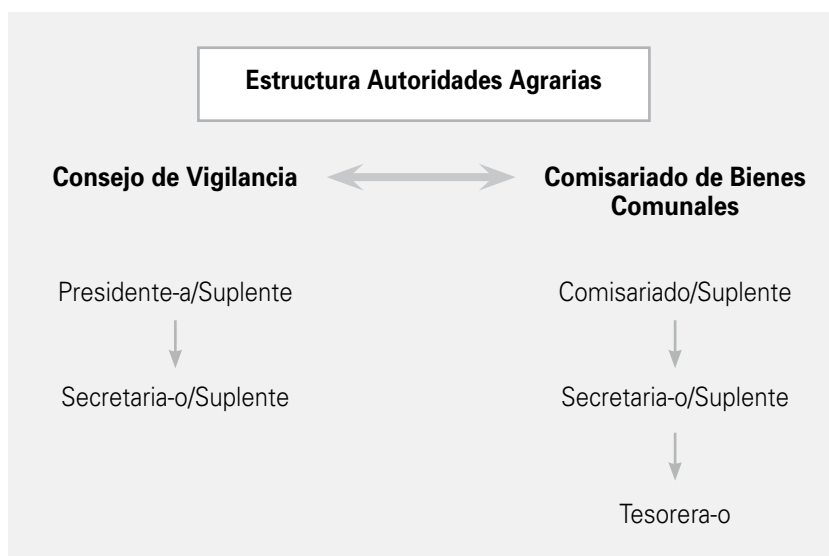 Estructura Autoridades Agrarias
Consejo de Vigilancia
Comisariado de Bienes
Comunales
Presidente-a/Suplente
Comisariado/Suplente
Secretaria-o/Suplente
Secretaria-o/Suplente
Tesorera-o